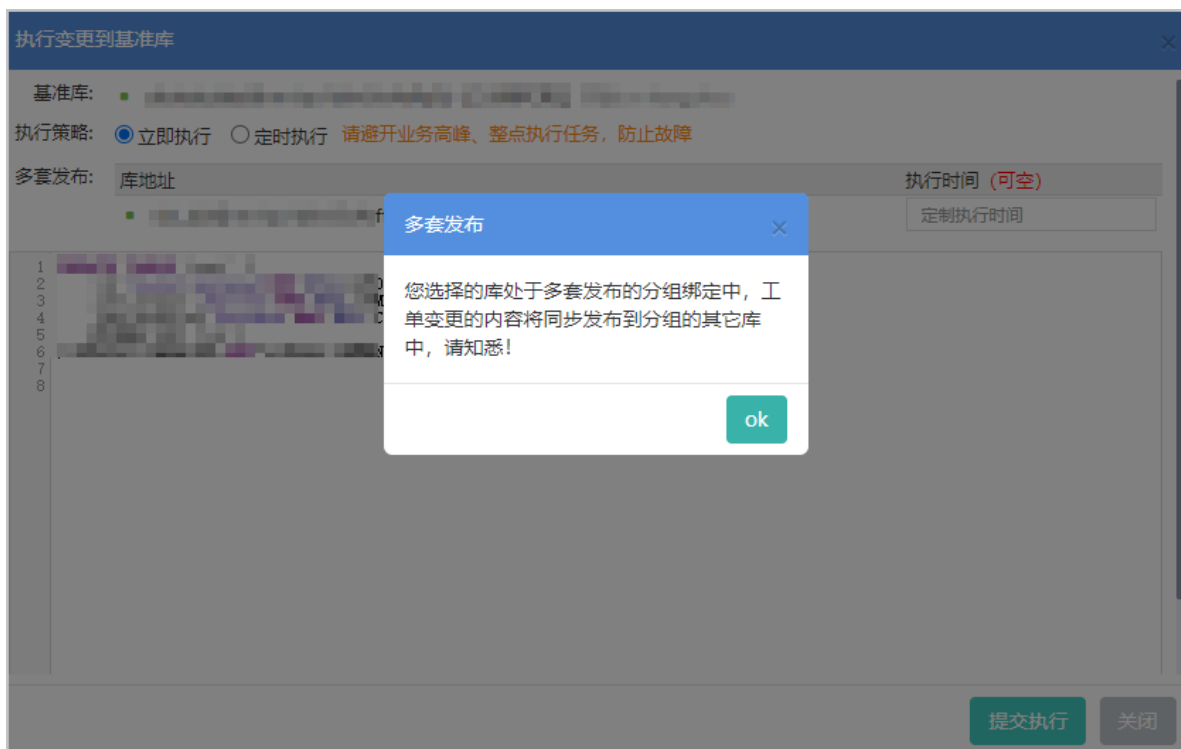 执行变更到基准库
×
基准库:
执行策略: 立即执行 定时执行 请避开业务高峰、整点执行任务，防止故障
多套发布: 库地址 执行时间 (可空)
定制执行时间
多套发布 ×
您选择的库处于多套发布的分组绑定中，工
单变更的内容将同步发布到分组的其它库
中，请知悉！
ok
1
2
3
4
5
6
7
8
提交执行 关闭